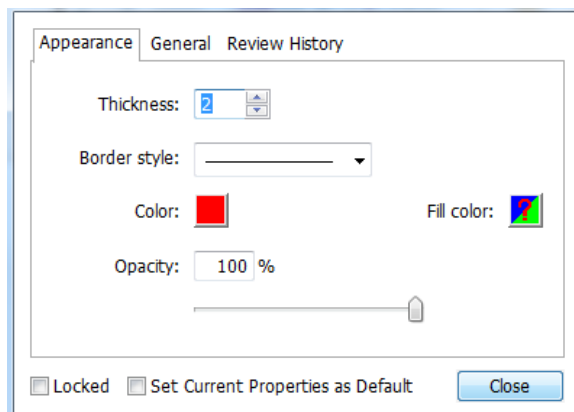 Appearance General Review History
Thickness: 2
Border style:
Color: Fill color: ?
Opacity: 100 %
Locked Set Current Properties as Default Close